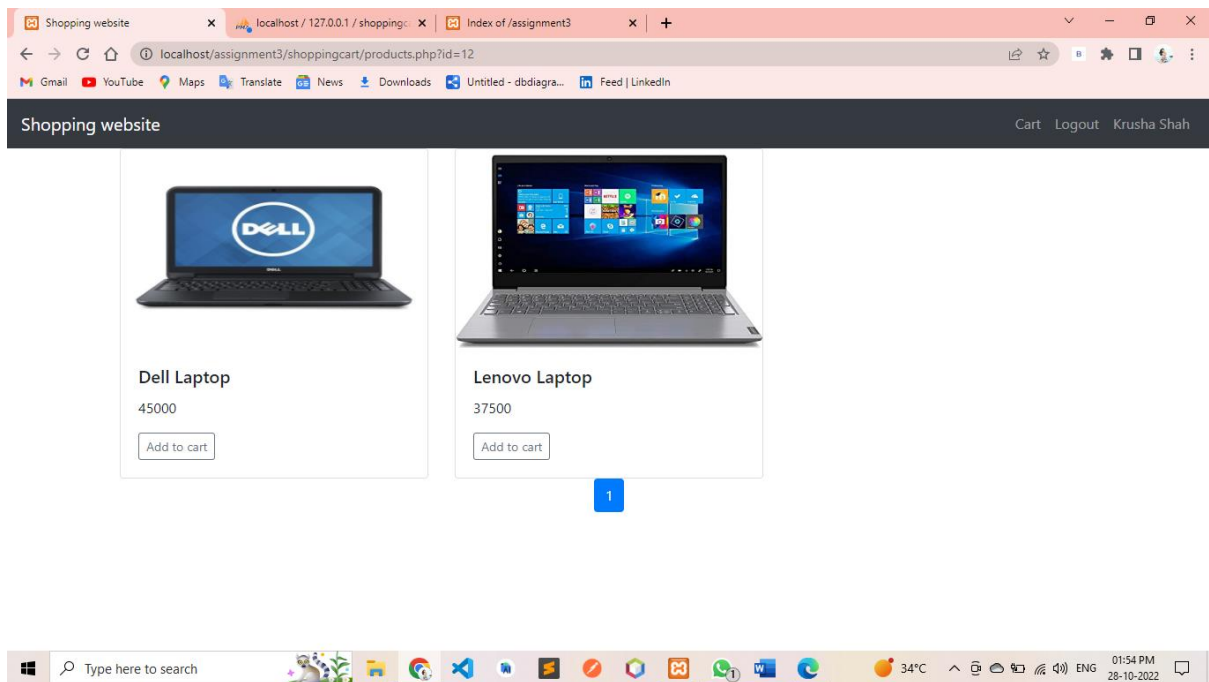 Shopping website
localhost / 127.0.0.1 / shoppingc
Index of /assignment3
localhost/assignment3/shoppingcart/products.php?id=12
Gmail YouTube Maps Translate News Downloads Untitled - dbdiagra... Feed | LinkedIn
Shopping website Cart Logout Krusha Shah
DELL
DELL
Dell Laptop
45000
Add to cart
Lenovo Laptop
37500
Add to cart
1
Type here to search
34°C
ENG
01:54 PM
28-10-2022